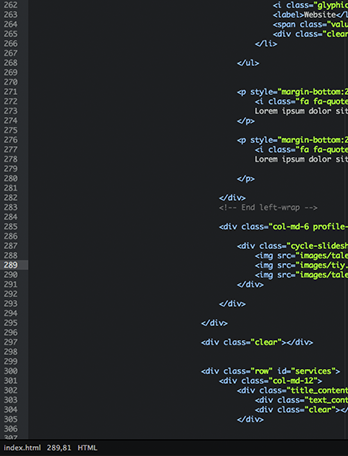 262 <i class="glyphic
263 <label>Website</l
264 <span class="valu
265 <div class="clear
266 </li>
267
268 </ul>
269
270
271 <p style="margin-bottom:2
272 <i class="fa fa-quote
273 Lorem ipsum dolor sit
274 </p>
275
276 <p style="margin-bottom:2
277 <i class="fa fa-quote
278 Lorem ipsum dolor sit
279
280 </p>
281
282 </div>
283 <!-- End left-wrap -->
284
285 <div class="col-md-6 profile-
286
287 <div class="cycle-slidesh
288 <img src="images/tale
289 <img src="images/tiy.
290 <img src="images/tale
291 </div>
292
293 </div>
294
295 </div>
296
297 <div class="clear"></div>
298
299
300 <div class="row" id="services">
301 <div class="col-md-12">
302 <div class="title_content
303 <div class="text_cont
304 <div class="clear"></
305 </div>
306
307
index.html 289,81 HTML